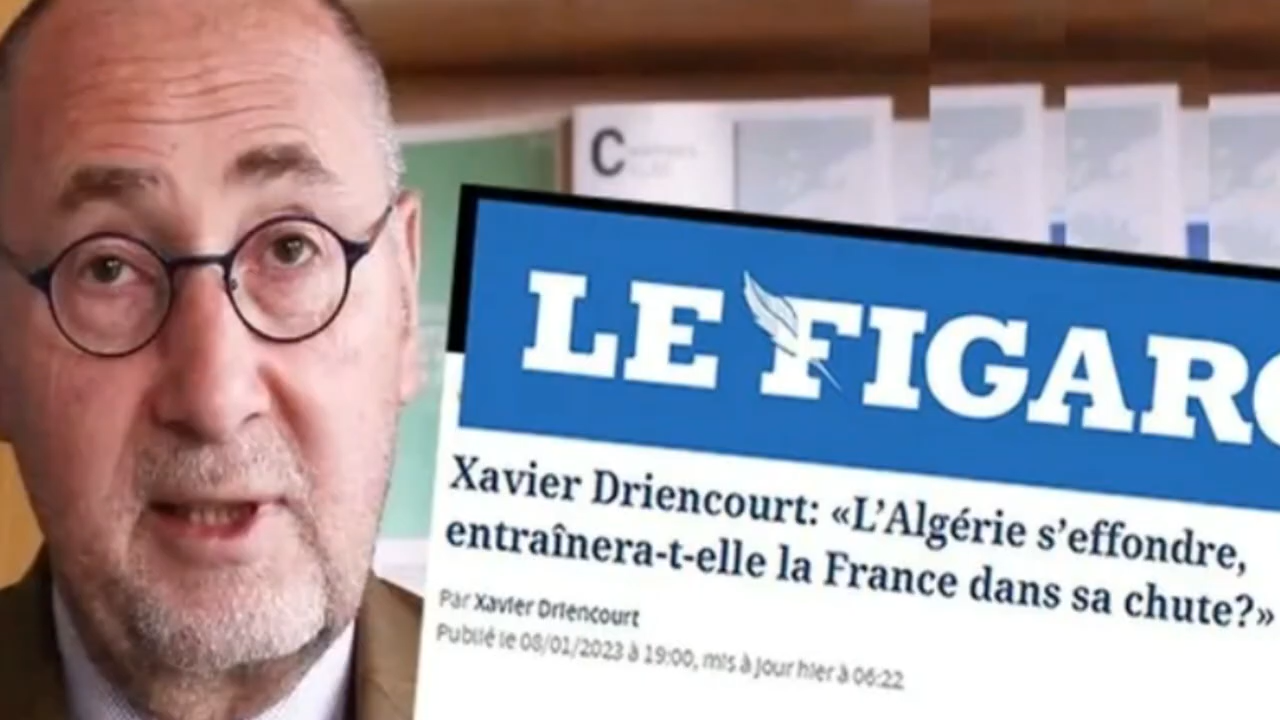 C
LE FIGARO
Xavier Driencourt: «L’Algérie s’effondre,
entraînera-t-elle la France dans sa chute?»
Par Xavier Driencourt
Publié le 08/01/2023 à 19:00, mis à jour hier à 06:22